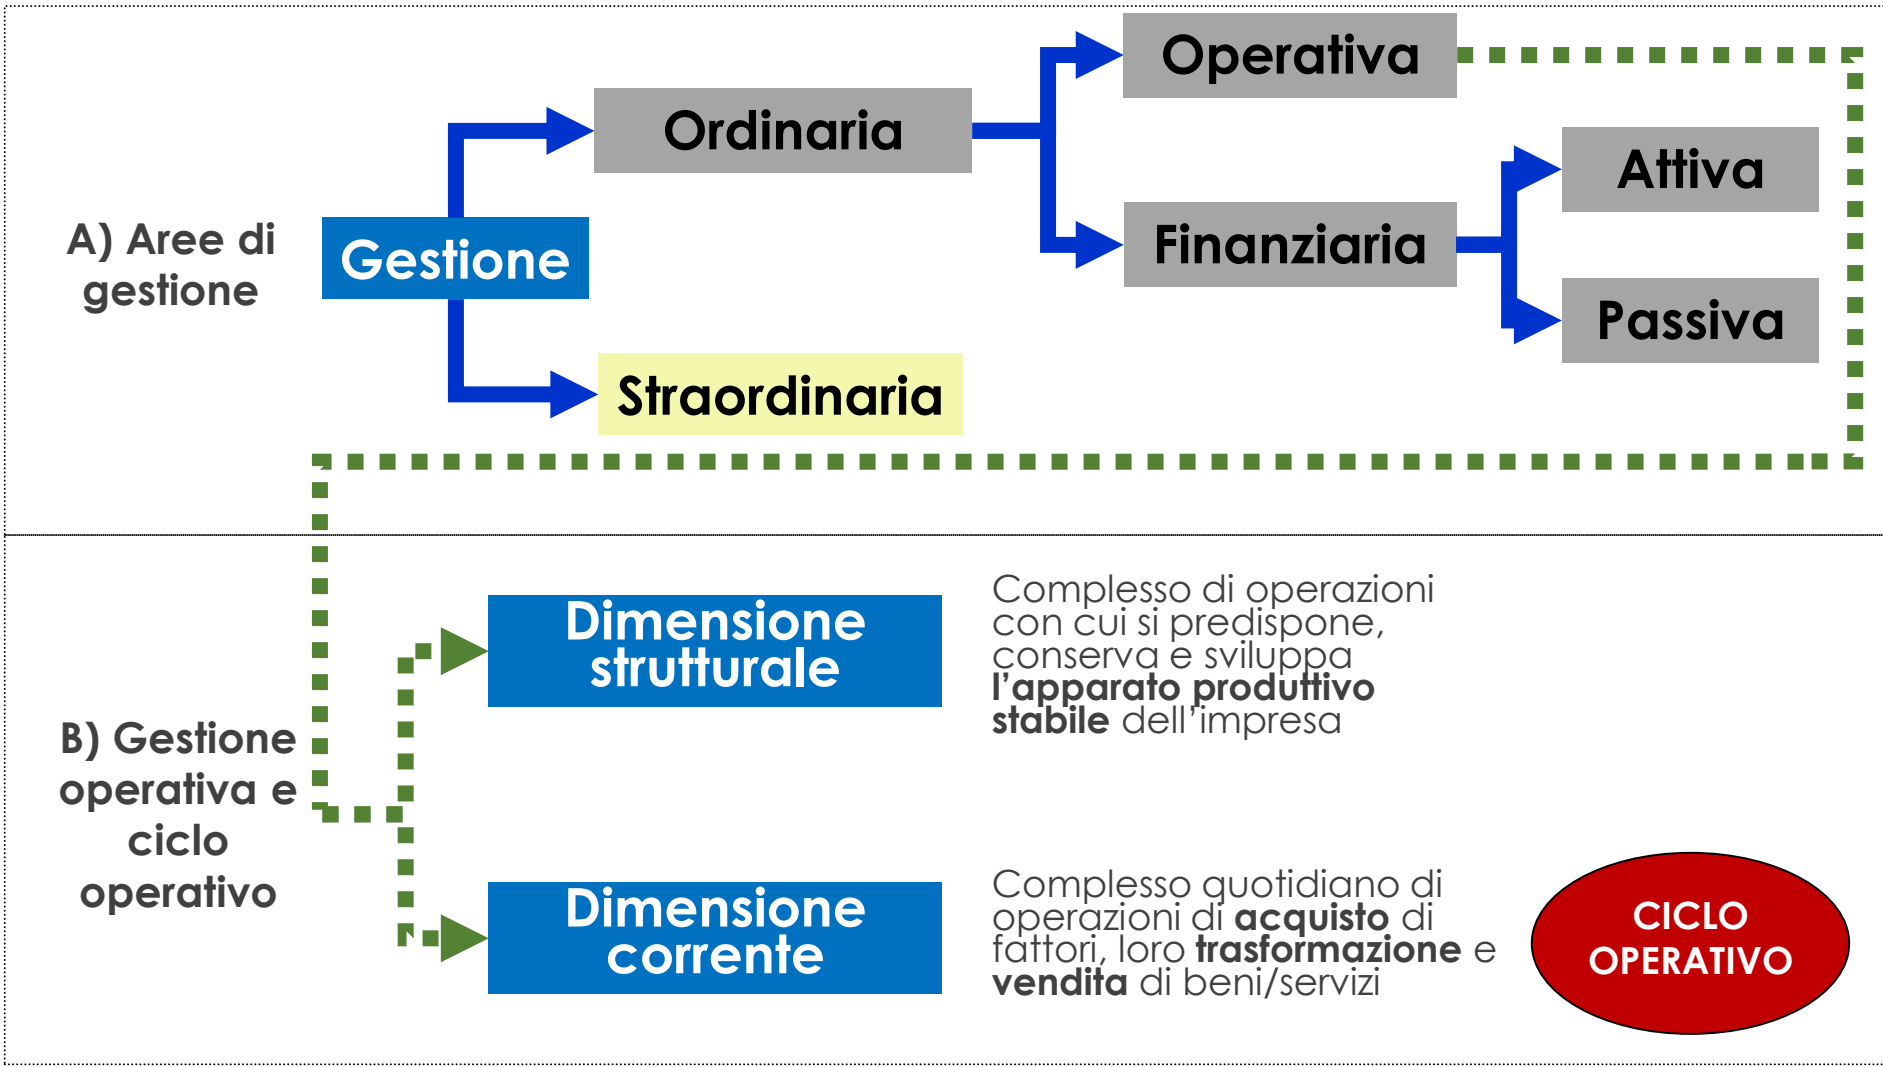 A) Aree di
gestione
Gestione
Ordinaria
Straordinaria
Operativa
Finanziaria
Attiva
Passiva
B) Gestione
operativa e
ciclo
operativo
Dimensione
strutturale
Complesso di operazioni
con cui si predispone,
conserva e sviluppa
l’apparato produttivo
stabile dell’impresa
Dimensione
corrente
Complesso quotidiano di
operazioni di acquisto di
fattori, loro trasformazione e
vendita di beni/servizi
CICLO
OPERATIVO